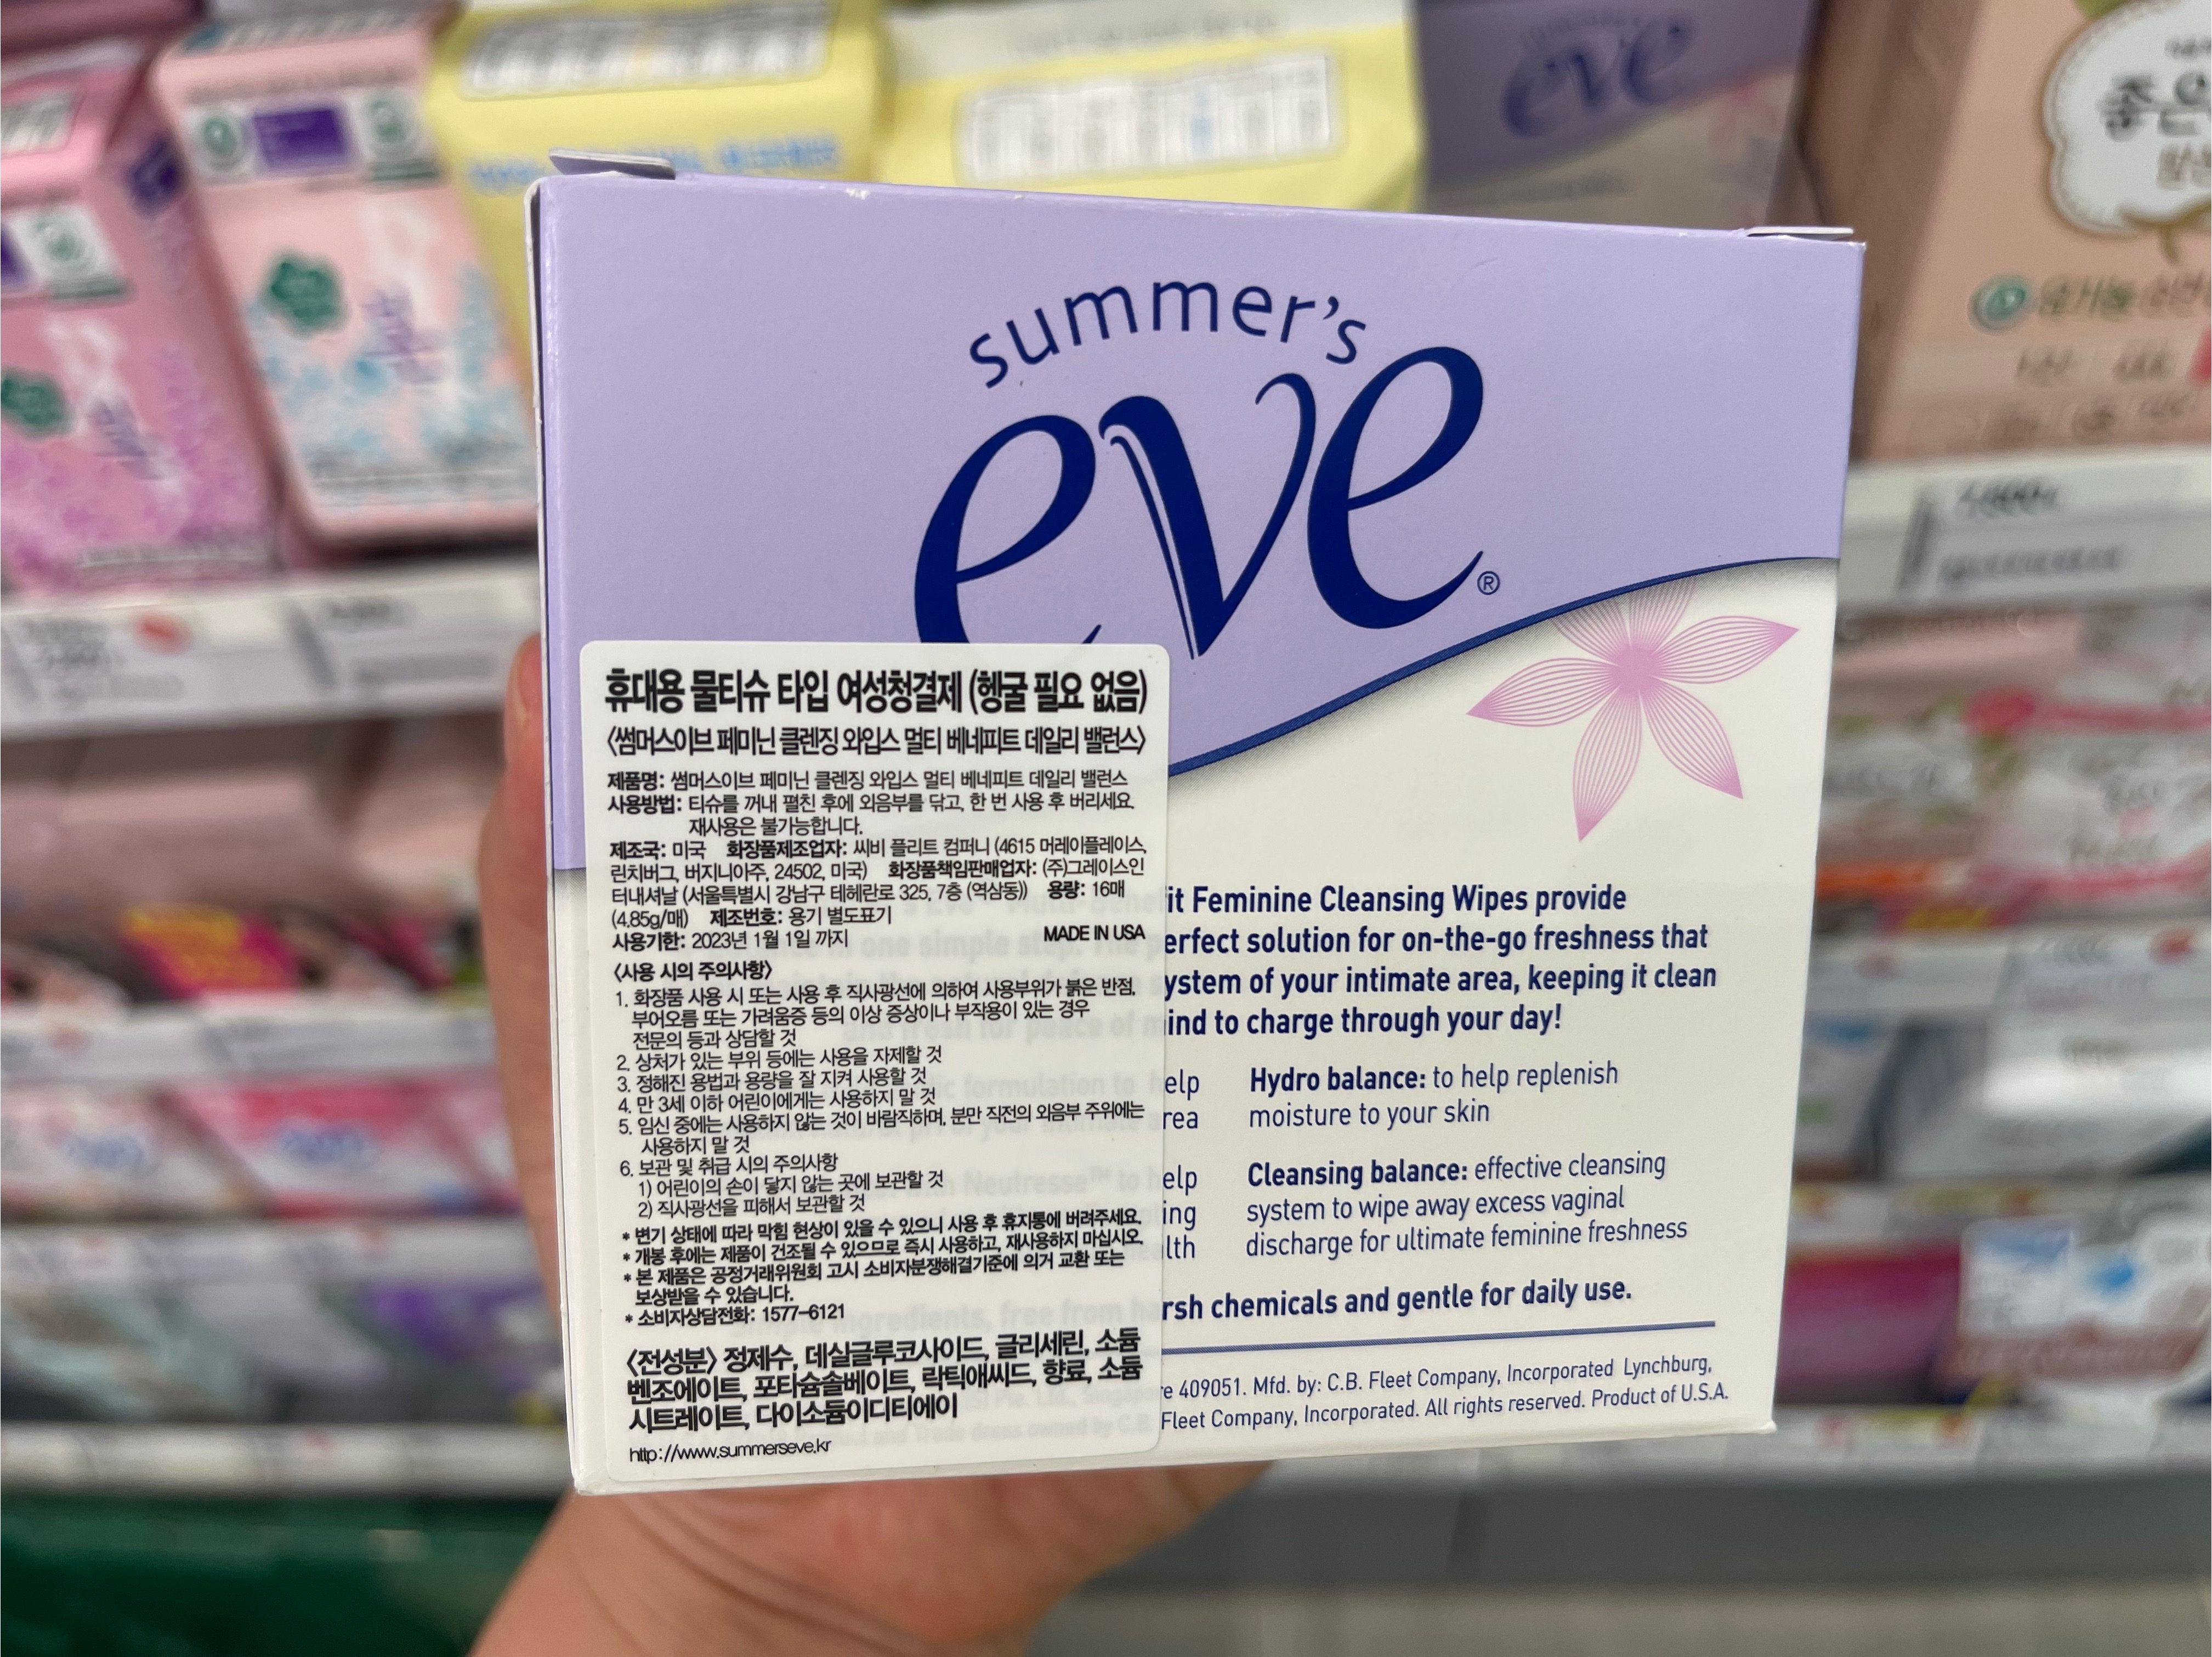 summer's
eve®
휴대용 물티슈 타입 여성청결제 (헹굴 필요 없음)
〈썸머스이브 페미닌 클렌징 와입스 멀티 베네피트 데일리 밸런스〉
제품명: 썸머스이브 페미닌 클렌징 와입스 멀티 베네피트 데일리 밸런스
사용방법: 티슈를 꺼내 펼친 후에 외음부를 닦고, 한 번 사용 후 버리세요.
재사용은 불가능합니다.
제조국: 미국 화장품제조업자: 씨비 플리트 컴퍼니 (4615 머레이플레이스,
린치버그, 버지니아주, 24502, 미국) 화장품책임판매업자: (주)그레이스인
터내셔날 (서울특별시 강남구 테헤란로 325, 7층 (역삼동)) 용량: 16매
(4.85g/매) 제조번호: 용기 별도표기
사용기한: 2023년 1월 1일 까지 MADE IN USA
〈사용 시의 주의사항〉
1. 화장품 사용 시 또는 사용 후 직사광선에 의하여 사용부위가 붉은 반점,
부어오름 또는 가려움증 등의 이상 증상이나 부작용이 있는 경우
전문의 등과 상담할 것
2. 상처가 있는 부위 등에는 사용을 자제할 것
3. 정해진 용법과 용량을 잘 지켜 사용할 것
4. 만 3세 이하 어린이에게는 사용하지 말 것
5. 임신 중에는 사용하지 않는 것이 바람직하며, 분만 직전의 외음부 주위에는
사용하지 말 것
6. 보관 및 취급 시의 주의사항
1) 어린이의 손이 닿지 않는 곳에 보관할 것
2) 직사광선을 피해서 보관할 것
* 변기 상태에 따라 막힘 현상이 있을 수 있으니 사용 후 휴지통에 버려주세요.
* 개봉 후에는 제품이 건조될 수 있으므로 즉시 사용하고, 재사용하지 마십시오.
* 본 제품은 공정거래위원회 고시 소비자분쟁해결기준에 의거 교환 또는
보상받을 수 있습니다.
* 소비자상담전화: 1577-6121
〈전성분〉 정제수, 데실글루코사이드, 글리세린, 소듐
벤조에이트, 포타슘솔베이트, 락틱애씨드, 향료, 소듐
시트레이트, 다이소듐이디티에이
http://www.summerseve.kr
it Feminine Cleansing Wipes provide
erfect solution for on-the-go freshness that
ystem of your intimate area, keeping it clean
ind to charge through your day!
elp
rea
Hydro balance: to help replenish
moisture to your skin
elp
ing
lth
Cleansing balance: effective cleansing
system to wipe away excess vaginal
discharge for ultimate feminine freshness
rsh chemicals and gentle for daily use.
e 409051. Mfd. by: C.B. Fleet Company, Incorporated Lynchburg,
Fleet Company, Incorporated. All rights reserved. Product of U.S.A.
eve